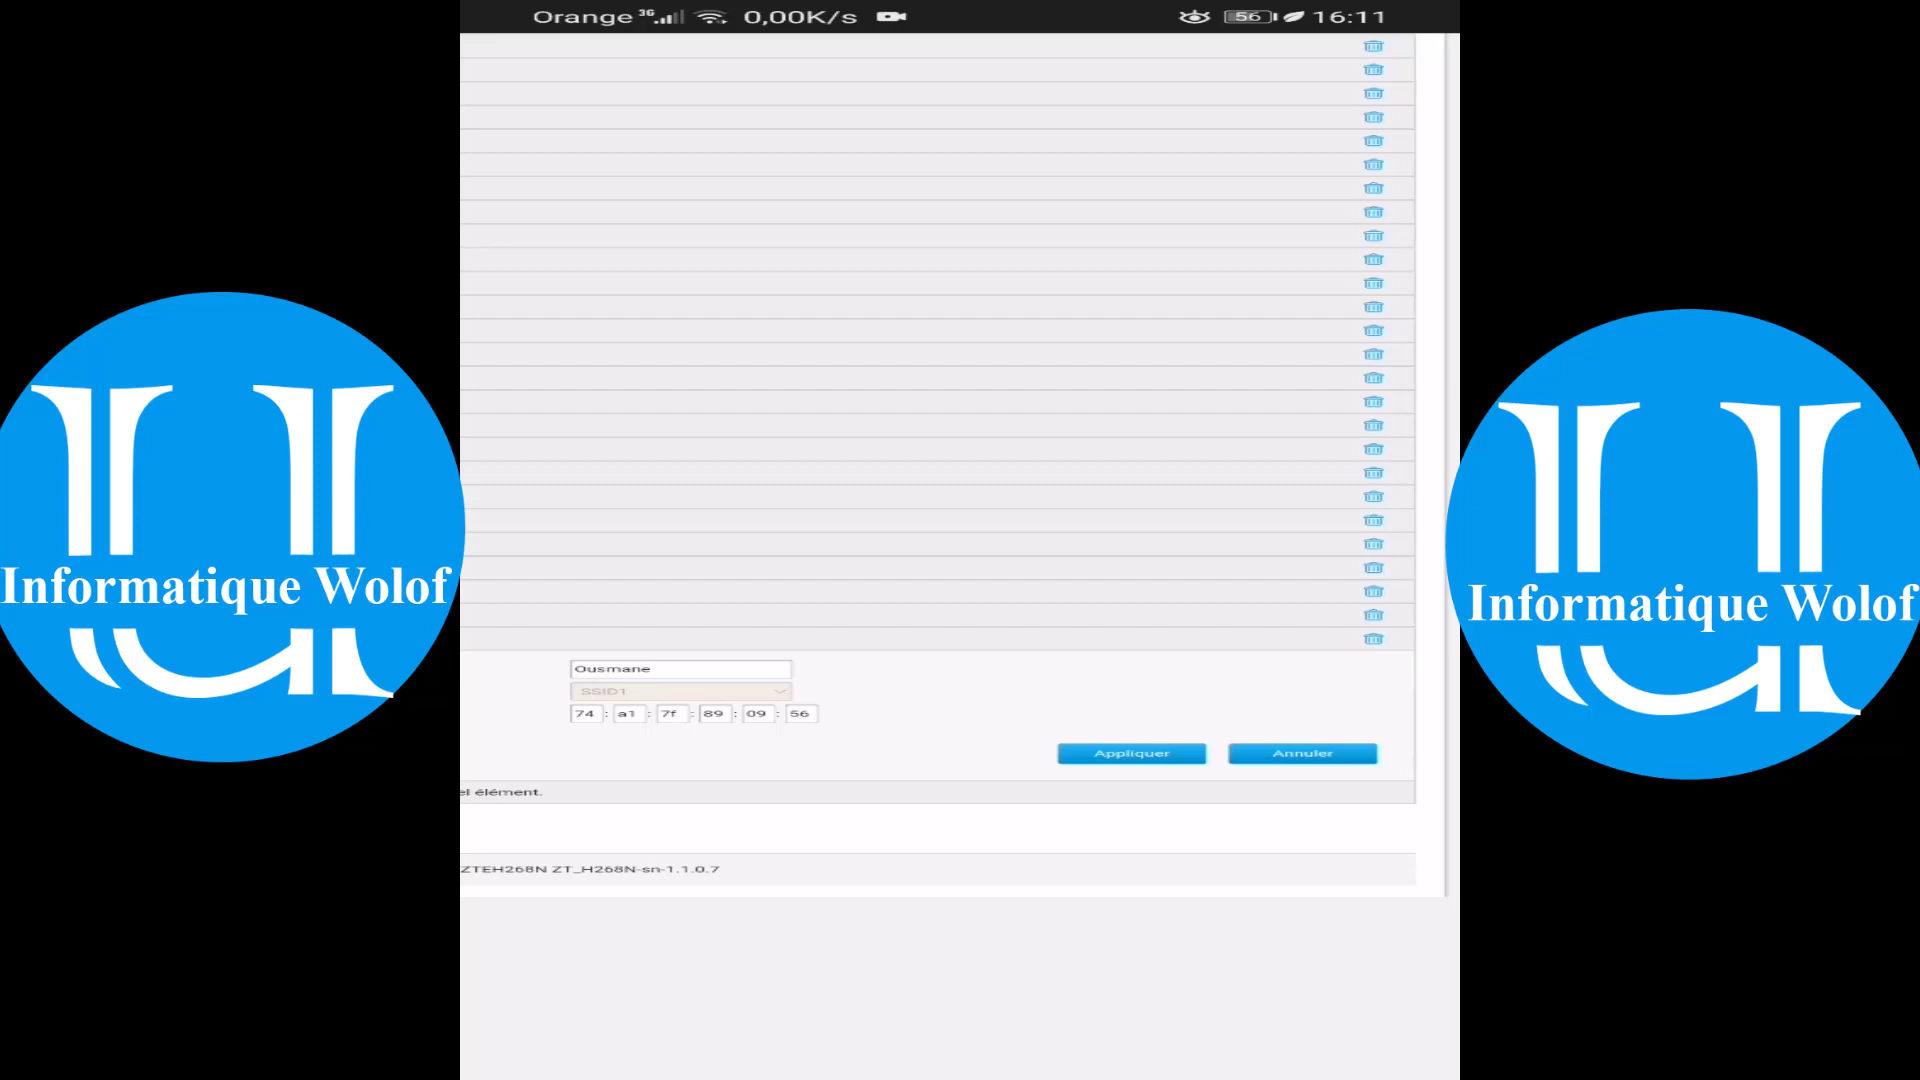 Orange 3G 0,00K/s 56 16:11
Ousmane
SSID1
74 : a1 : 7f : 89 : 09 : 56
Appliquer Annuler
el élément.
ZTEH268N ZT_H268N-sn-1.1.0.7
Informatique Wolof
Informatique Wolof